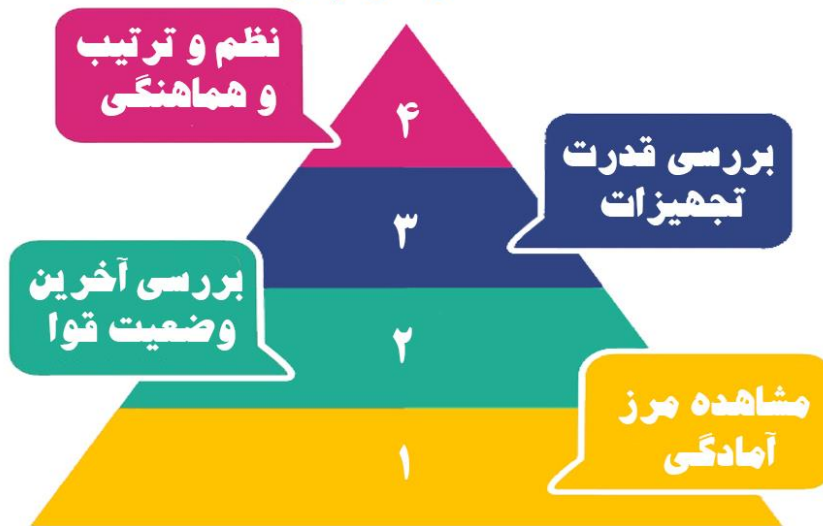 نظم و ترتیب
و هماهنگی
۴
بررسی قدرت
تجهیزات
۳
بررسی آخرین
وضعیت قوا
۲
مشاهده مرز
آمادگی
۱